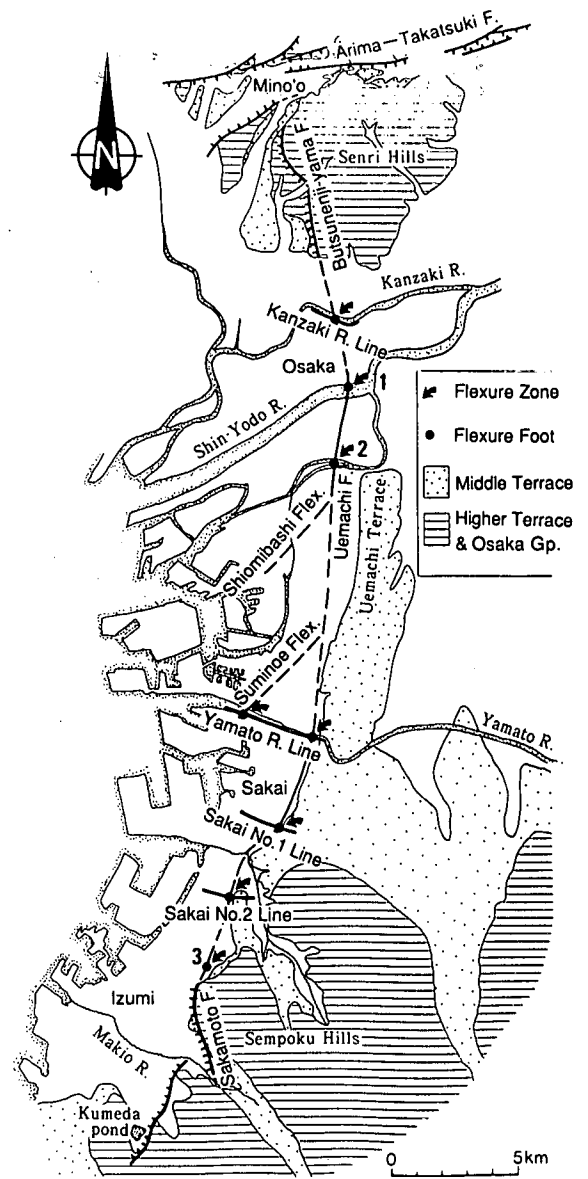 Arima–Takatsuki F.
Mino'o
N
Senri Hills
Butsunenji-yama F.
Kanzaki R.
Kanzaki R. Line
Osaka
1
Shin-Yodo R.
Flexure Zone
Flexure Foot
Middle Terrace
Higher Terrace
& Osaka Gp.
2
Uemachi F.
Uemachi Terrace
Shiomibashi Flex.
Suminoe Flex.
Yamato R. Line
Yamato R.
Sakai
Sakai No.1 Line
Sakai No.2 Line
3
Izumi
Sakamoto F.
Sempoku Hills
Makio R.
Kumeda
pond
0 5km